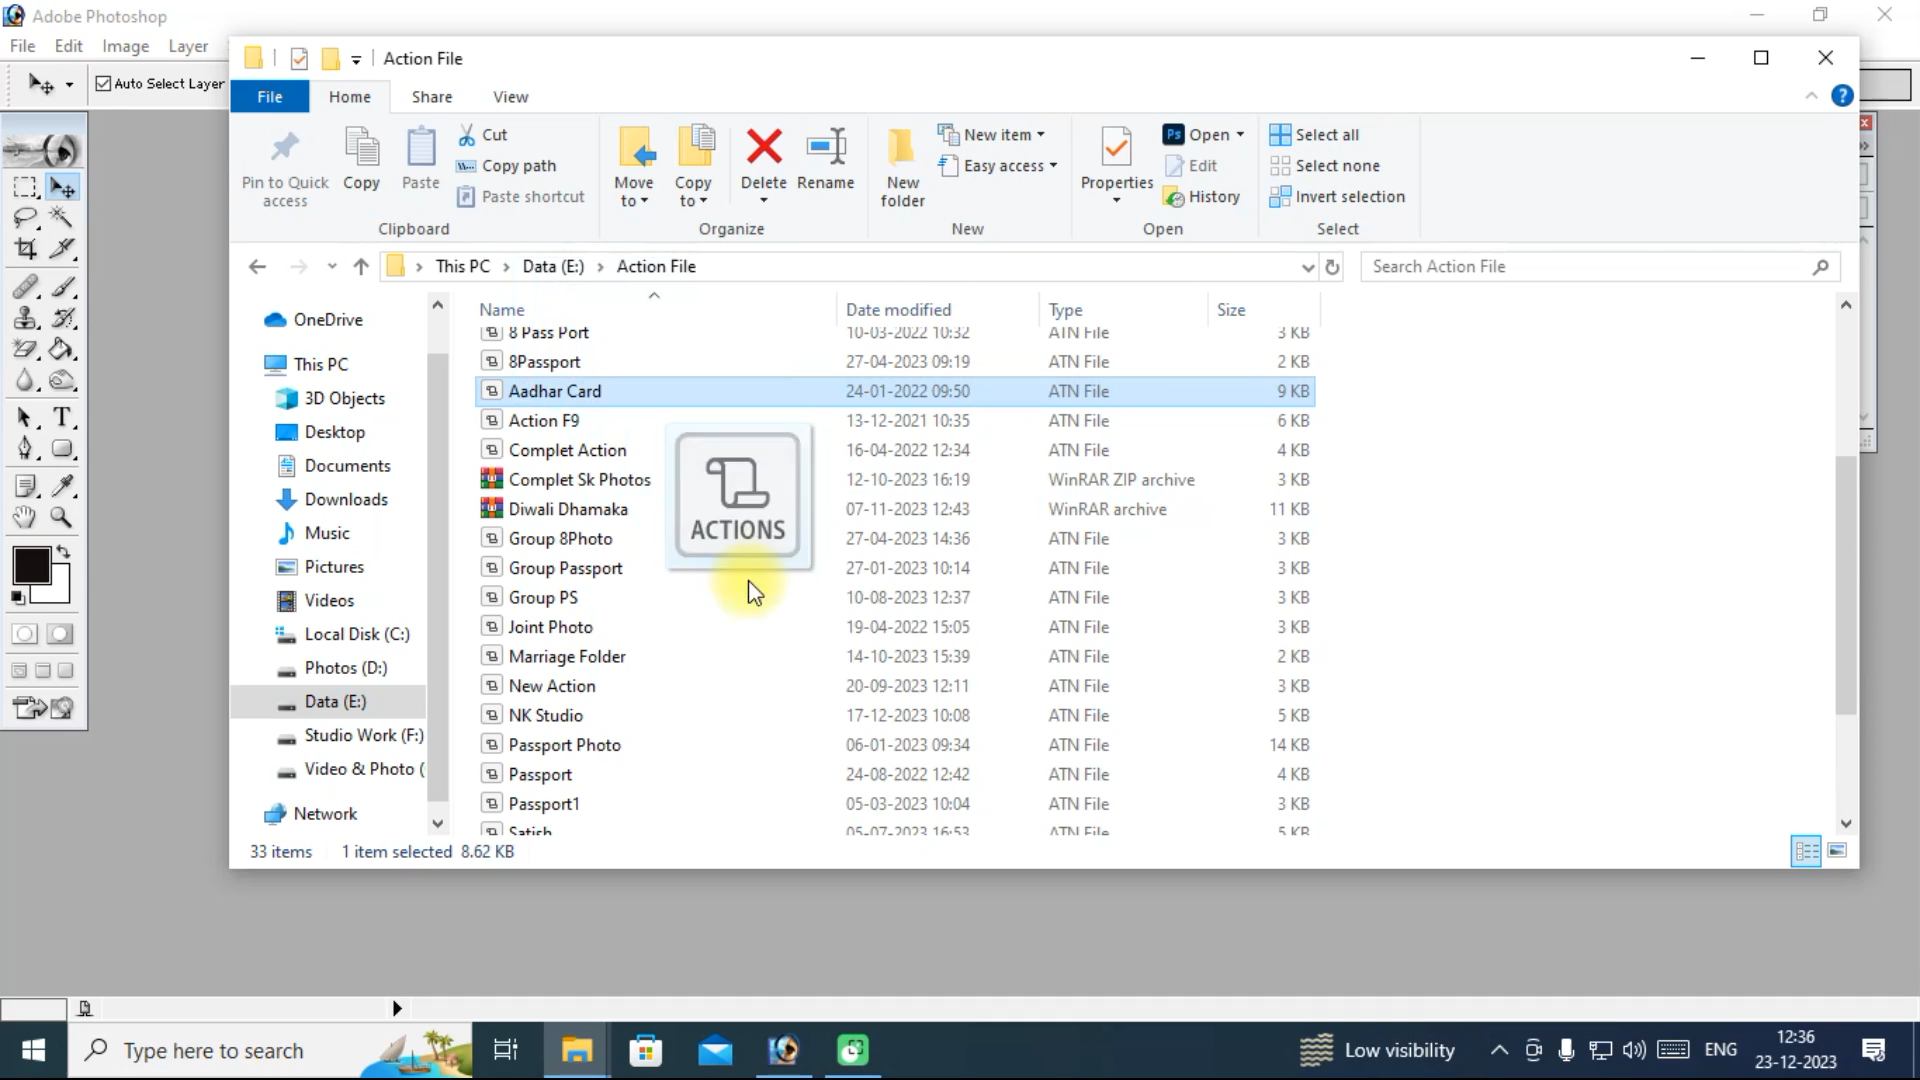 Adobe Photoshop
File Edit Image Layer
Auto Select Layer
Action File
File Home Share View
Pin to Quick access
Copy
Paste
Cut
Copy path
Paste shortcut
Clipboard
Move to
Copy to
Delete
Rename
Organize
New folder
New item
Easy access
New
Properties
Open
Edit
History
Open
Select all
Select none
Invert selection
Select
This PC > Data (E:) > Action File
Search Action File
OneDrive
This PC
3D Objects
Desktop
Documents
Downloads
Music
Pictures
Videos
Local Disk (C:)
Photos (D:)
Data (E:)
Studio Work (F:)
Video & Photo (
Network
Name Date modified Type Size
8 Pass Port 10-03-2022 10:32 ATN File 3 KB
8Passport 27-04-2023 09:19 ATN File 2 KB
Aadhar Card 24-01-2022 09:50 ATN File 9 KB
Action F9 13-12-2021 10:35 ATN File 6 KB
Complet Action 16-04-2022 12:34 ATN File 4 KB
Complet Sk Photos 12-10-2023 16:19 WinRAR ZIP archive 3 KB
Diwali Dhamaka 07-11-2023 12:43 WinRAR archive 11 KB
Group 8Photo 27-04-2023 14:36 ATN File 3 KB
Group Passport 27-01-2023 10:14 ATN File 3 KB
Group PS 10-08-2023 12:37 ATN File 3 KB
Joint Photo 19-04-2022 15:05 ATN File 3 KB
Marriage Folder 14-10-2023 15:39 ATN File 2 KB
New Action 20-09-2023 12:11 ATN File 3 KB
NK Studio 17-12-2023 10:08 ATN File 5 KB
Passport Photo 06-01-2023 09:34 ATN File 14 KB
Passport 24-08-2022 12:42 ATN File 4 KB
Passport1 05-03-2023 10:04 ATN File 3 KB
Satish 05-07-2023 16:53 ATN File 5 KB
ACTIONS
33 items 1 item selected 8.62 KB
Type here to search
Low visibility
ENG
12:36
23-12-2023